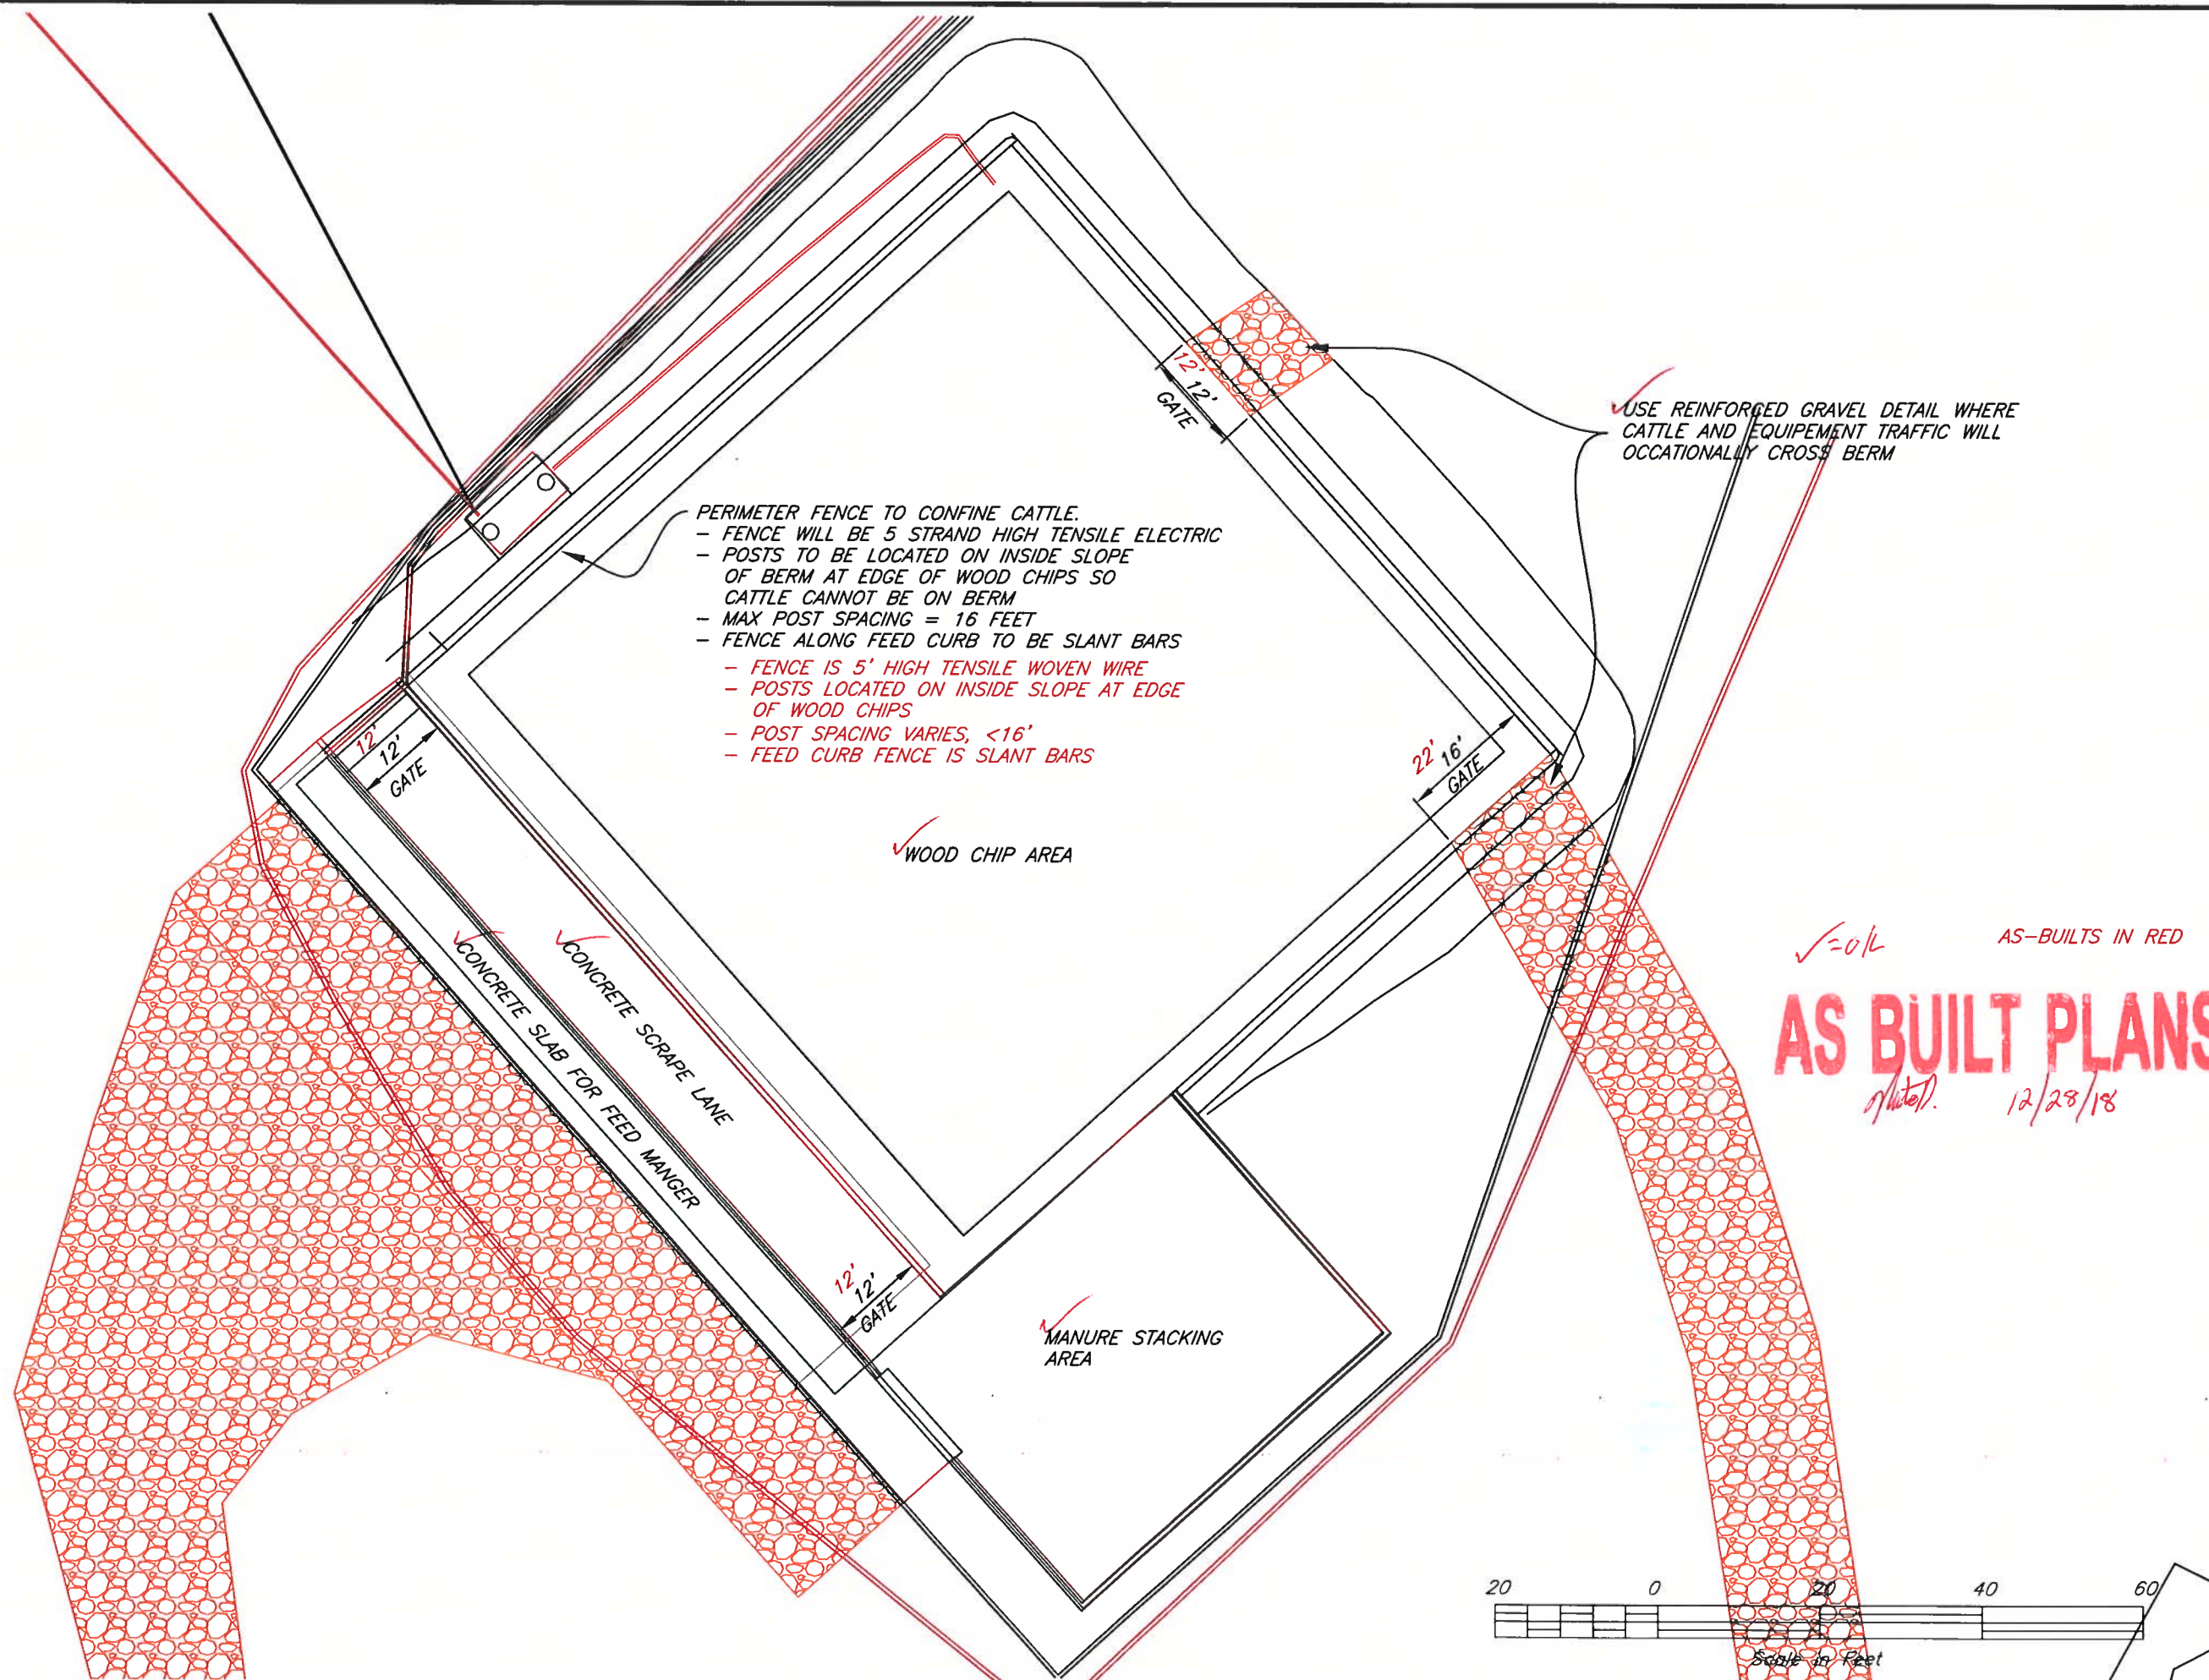 12'
12'
GATE
USE REINFORCED GRAVEL DETAIL WHERE
CATTLE AND EQUIPEMENT TRAFFIC WILL
OCCATIONALLY CROSS BERM
PERIMETER FENCE TO CONFINE CATTLE.
- FENCE WILL BE 5 STRAND HIGH TENSILE ELECTRIC
- POSTS TO BE LOCATED ON INSIDE SLOPE
OF BERM AT EDGE OF WOOD CHIPS SO
CATTLE CANNOT BE ON BERM
- MAX POST SPACING = 16 FEET
- FENCE ALONG FEED CURB TO BE SLANT BARS
- FENCE IS 5' HIGH TENSILE WOVEN WIRE
- POSTS LOCATED ON INSIDE SLOPE AT EDGE
OF WOOD CHIPS
- POST SPACING VARIES, <16'
- FEED CURB FENCE IS SLANT BARS
12'
12'
GATE
22'
16'
GATE
✓WOOD CHIP AREA
✓CONCRETE SLAB FOR FEED MANGER
✓CONCRETE SCRAPE LANE
✓=OK
AS-BUILTS IN RED
AS BUILT PLANS
12/28/18
12'
12'
GATE
✓MANURE STACKING
AREA
20 0 20 40 60
Scale in Feet